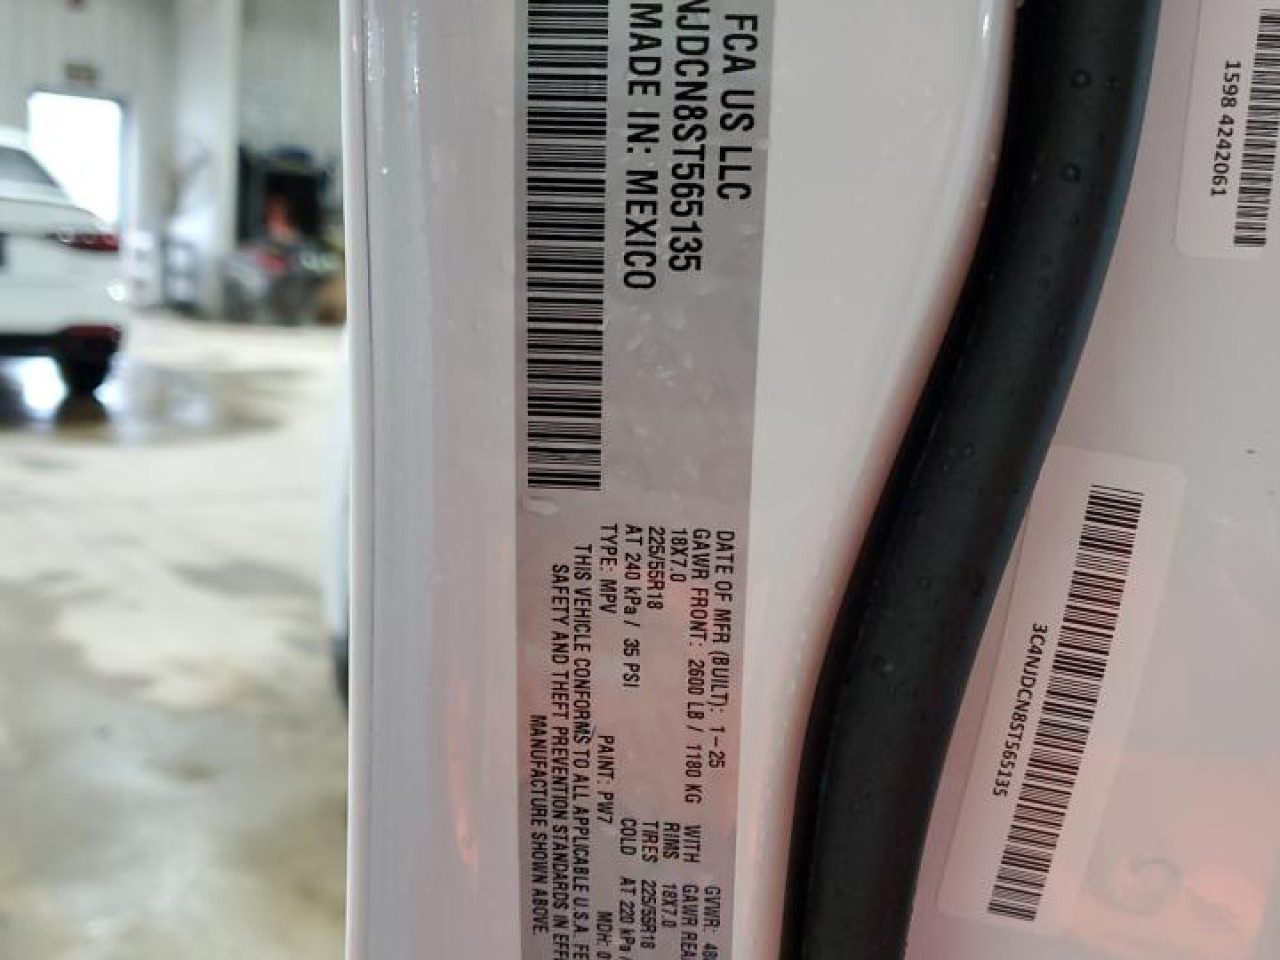 FCA US LLC
NJDCN8ST565135
MADE IN: MEXICO
DATE OF MFR (BUILT): 1-25 GVWR:
GAWR FRONT: 2600 LB / 1180 KG WITH GAWR
18X7.0 RIMS 18X7.0
225/55R18 TIRES 225/55R18
AT 240 kPa / 35 PSI COLD AT 220 kPa /
TYPE: MPV PAINT: PW7 MDH:
THIS VEHICLE CONFORMS TO ALL APPLICABLE U.S.A.
SAFETY AND THEFT PREVENTION STANDARDS IN
MANUFACTURE SHOWN ABOVE.
1598 4242061
3C4NJDCN8ST565135